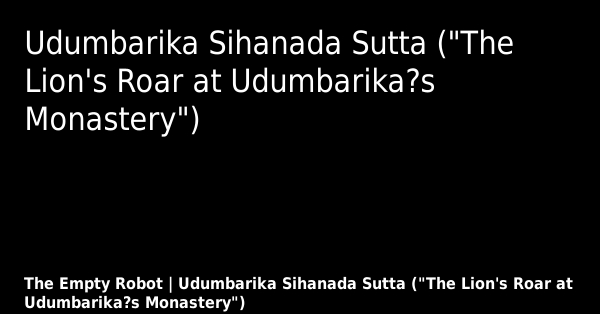 Udumbarika Sihanada Sutta ("The
Lion's Roar at Udumbarika?s
Monastery")
The Empty Robot | Udumbarika Sihanada Sutta ("The Lion's Roar at
Udumbarika?s Monastery")